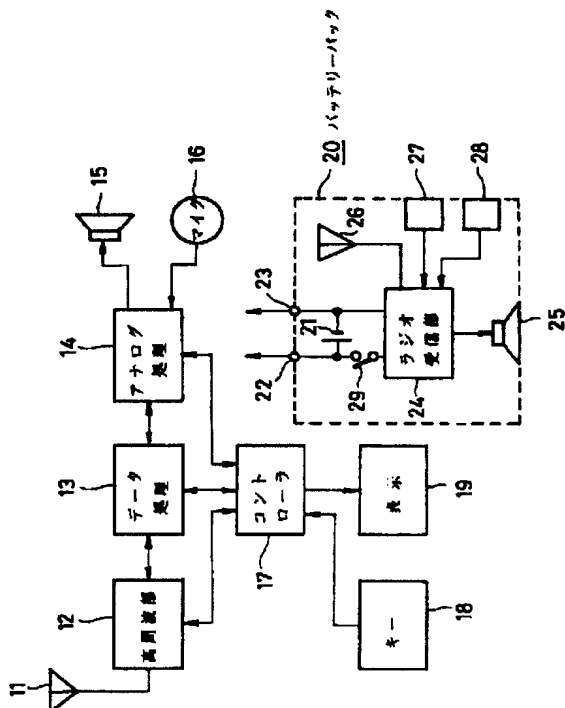 11
12
高周波部
13
データ
処理
14
アナログ
処理
15
16
マイク
17
コント
ローラ
18
キー
19
表示
20 バッテリーパック
21
22
23
24
ラジオ
受信部
25
26
27
28
29